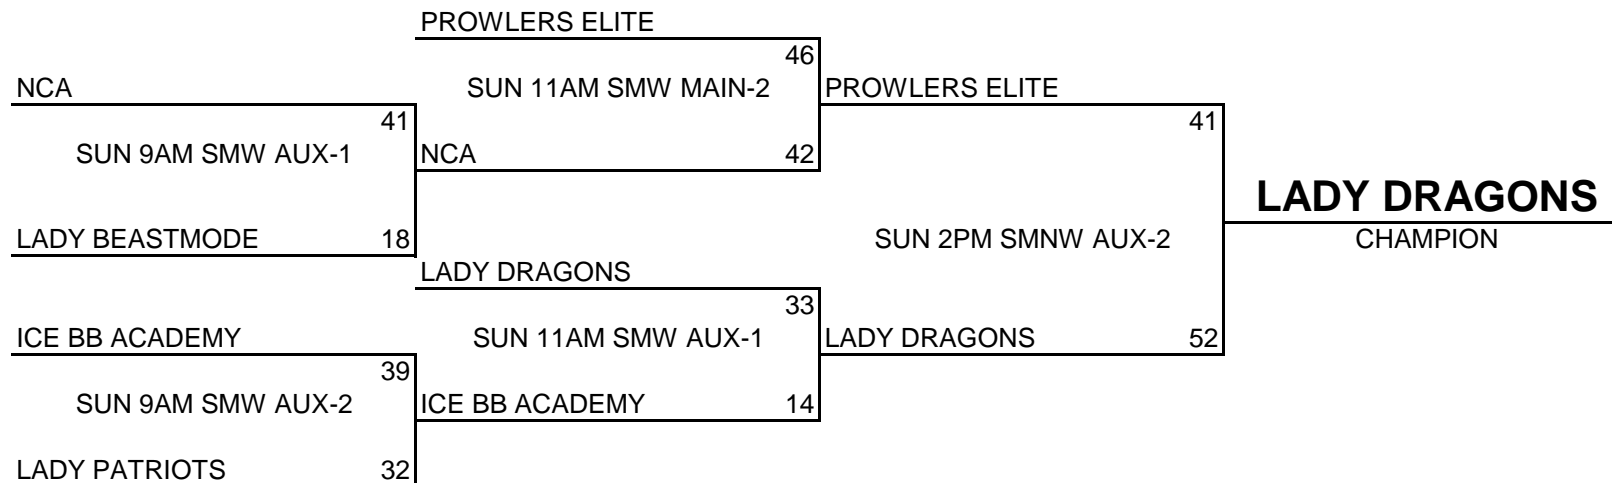 PROWLERS ELITE
46
NCA
SUN 11AM SMW MAIN-2
PROWLERS ELITE
41
41
SUN 9AM SMW AUX-1
NCA
42
LADY DRAGONS
LADY BEASTMODE
18
SUN 2PM SMNW AUX-2
CHAMPION
LADY DRAGONS
33
ICE BB ACADEMY
SUN 11AM SMW AUX-1
LADY DRAGONS
52
39
SUN 9AM SMW AUX-2
ICE BB ACADEMY
14
LADY PATRIOTS
32